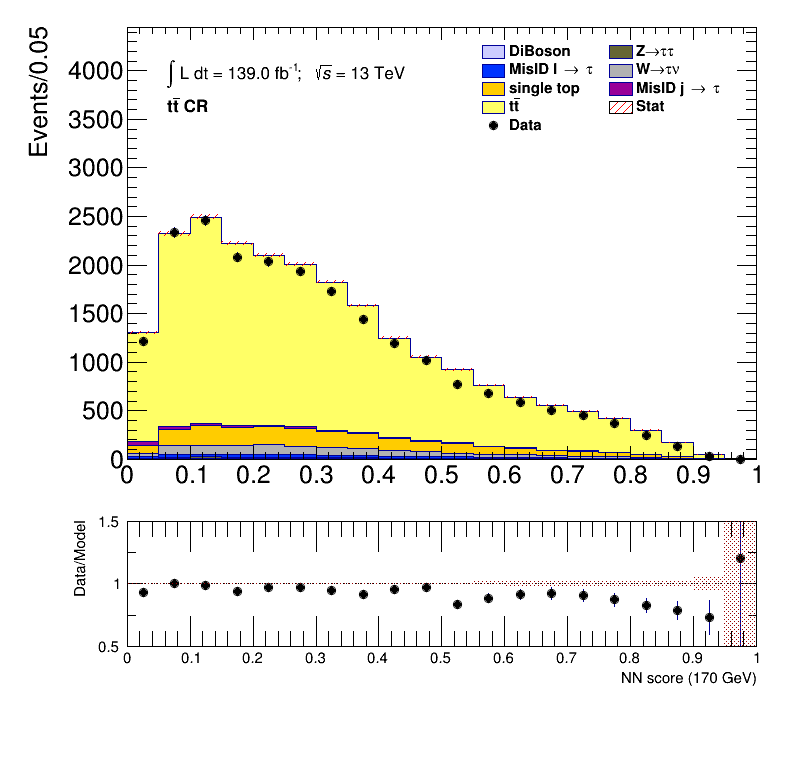 Events/0.05
4000
3500
3000
2500
2000
1500
1000
500
0
∫ L dt = 139.0 fb⁻¹; √s = 13 TeV
tt̄ CR
DiBoson
MisID l → τ
single top
tt̄
Data
Z→ττ
W→τν
MisID j → τ
Stat
0 0.1 0.2 0.3 0.4 0.5 0.6 0.7 0.8 0.9 1
Data/Model
1.5
1
0.5
0 0.1 0.2 0.3 0.4 0.5 0.6 0.7 0.8 0.9 1
NN score (170 GeV)